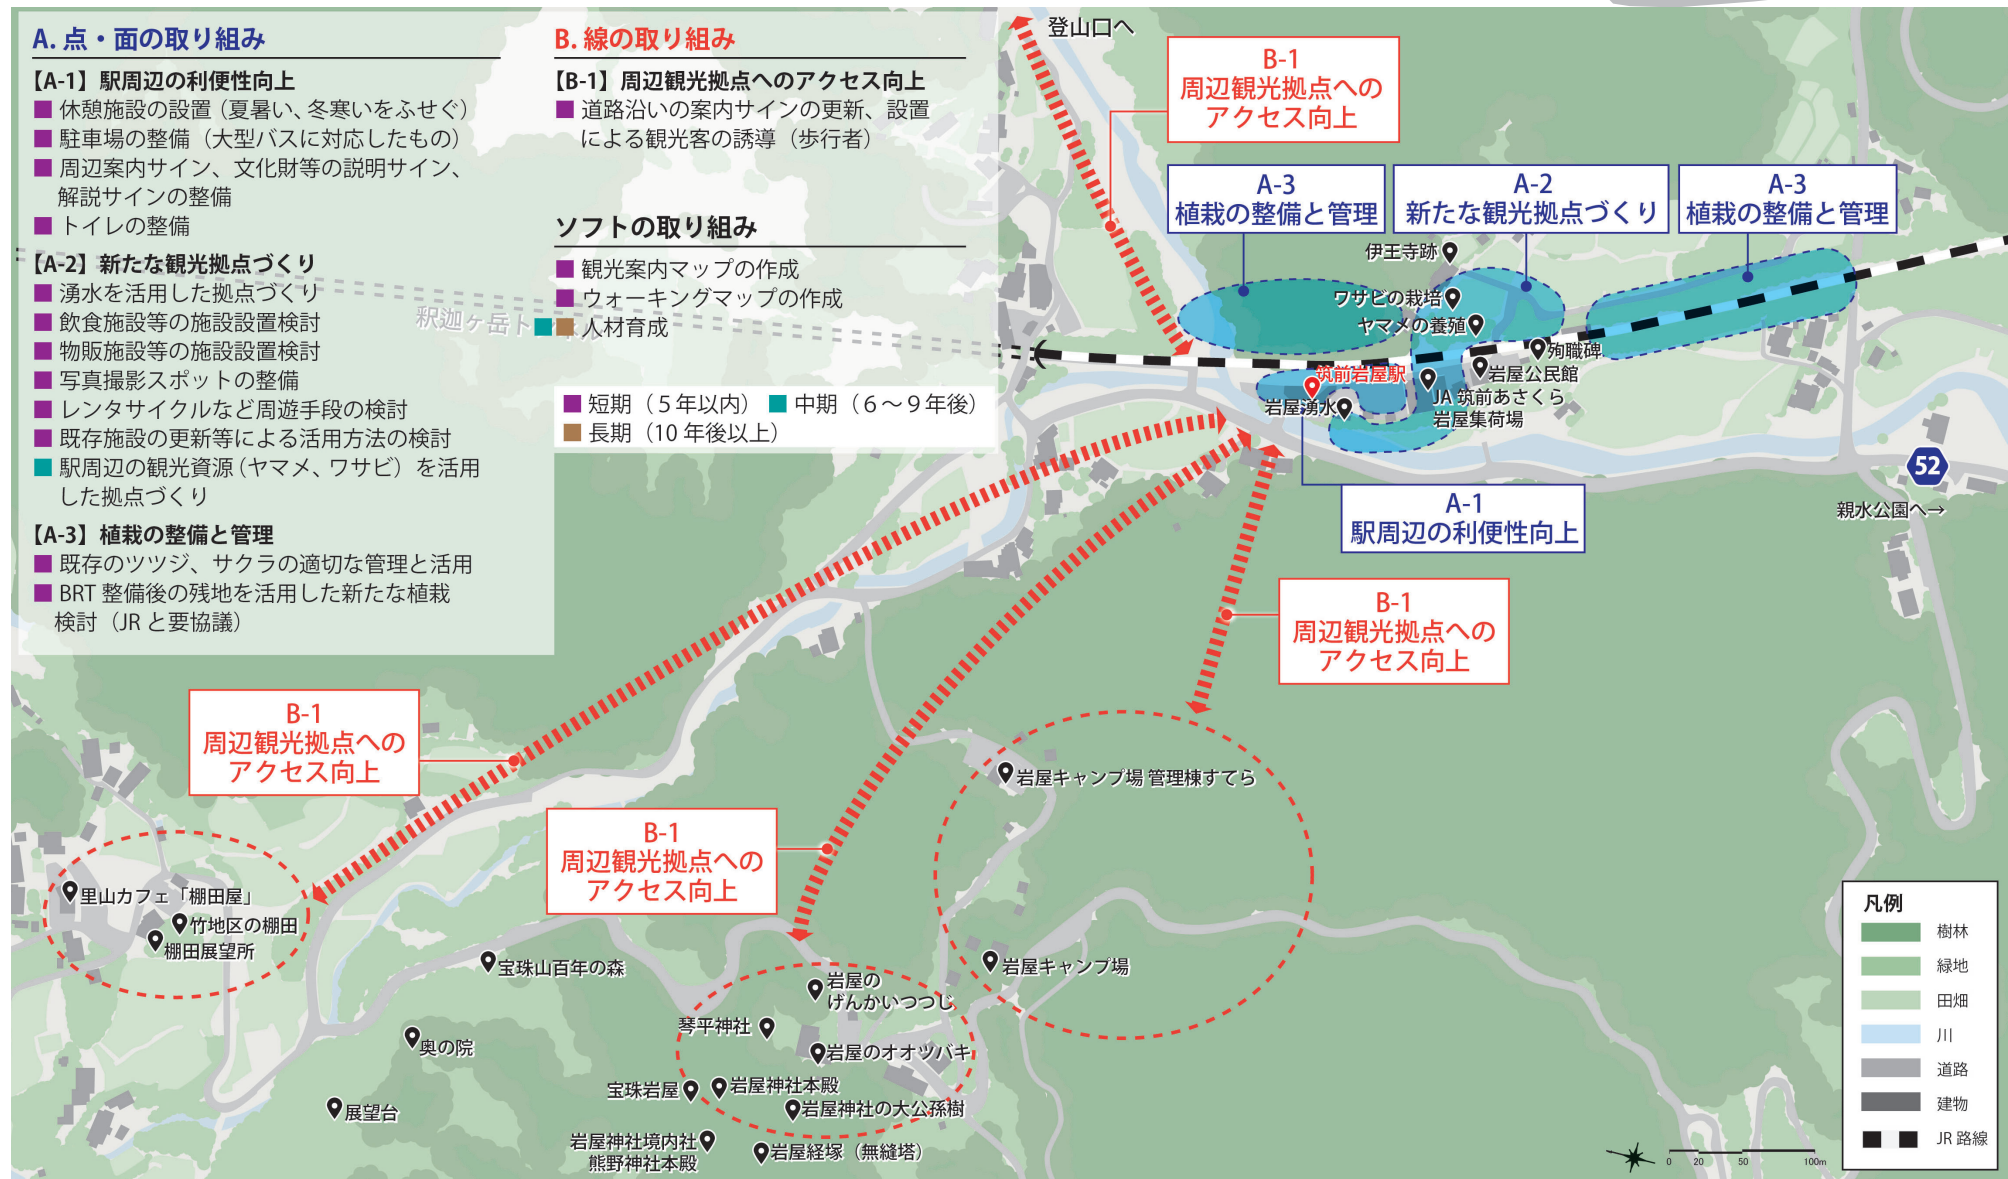 A. 点・面の取り組み
【A-1】駅周辺の利便性向上
休憩施設の設置（夏暑い、冬寒いをふせぐ）
駐車場の整備（大型バスに対応したもの）
周辺案内サイン、文化財等の説明サイン、
解説サインの整備
トイレの整備
【A-2】新たな観光拠点づくり
湧水を活用した拠点づくり
飲食施設等の施設設置検討
物販施設等の施設設置検討
写真撮影スポットの整備
レンタサイクルなど周遊手段の検討
既存施設の更新等による活用方法の検討
駅周辺の観光資源（ヤマメ、ワサビ）を活用
した拠点づくり
【A-3】植栽の整備と管理
既存のツツジ、サクラの適切な管理と活用
BRT 整備後の残地を活用した新たな植栽
検討（JR と要協議）
B. 線の取り組み
【B-1】周辺観光拠点へのアクセス向上
道路沿いの案内サインの更新、設置
による観光客の誘導（歩行者）
ソフトの取り組み
観光案内マップの作成
ウォーキングマップの作成
人材育成
釈迦ヶ岳トンネル
短期（５年以内） 中期（６～９年後）
長期（10 年後以上）
登山口へ
B-1
周辺観光拠点への
アクセス向上
A-3
植栽の整備と管理
A-2
新たな観光拠点づくり
A-3
植栽の整備と管理
伊王寺跡
ワサビの栽培
ヤマメの養殖
殉職碑
岩屋公民館
筑前岩屋駅
JA 筑前あさくら
岩屋集荷場
岩屋湧水
52
親水公園へ→
A-1
駅周辺の利便性向上
B-1
周辺観光拠点への
アクセス向上
B-1
周辺観光拠点への
アクセス向上
B-1
周辺観光拠点への
アクセス向上
岩屋キャンプ場 管理棟すてら
里山カフェ「棚田屋」
竹地区の棚田
棚田展望所
宝珠山百年の森
岩屋キャンプ場
岩屋の
げんかいつつじ
琴平神社
奥の院
岩屋のオオツバキ
宝珠岩屋
岩屋神社本殿
展望台
岩屋神社の大公孫樹
岩屋神社境内社
熊野神社本殿
岩屋経塚（無縫塔）
凡例
樹林
緑地
田畑
川
道路
建物
JR 路線
0 20 50 100m